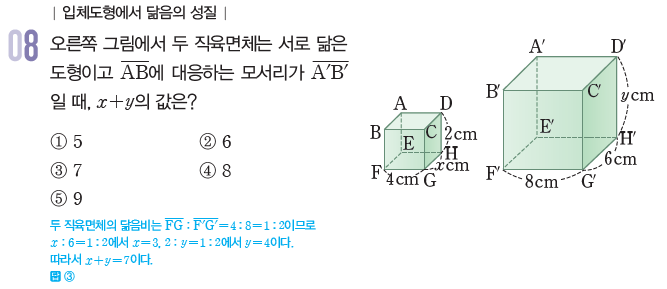 | 입체도형에서 닮음의 성질 |
08 오른쪽 그림에서 두 직육면체는 서로 닮은
도형이고 A̅B̅에 대응하는 모서리가 A̅′B̅′
일 때, x+y의 값은?
① 5 ② 6
③ 7 ④ 8
⑤ 9
두 직육면체의 닮음비는 F̅G̅ : F̅′G̅′=4 : 8=1 : 2이므로
x : 6=1 : 2에서 x=3, 2 : y=1 : 2에서 y=4이다.
따라서 x+y=7이다.
답 ③
A D
B C 2cm
E H
xcm
F 4cm G
A′ D′
B′ C′ ycm
E′ H′
6cm
F′ 8cm G′